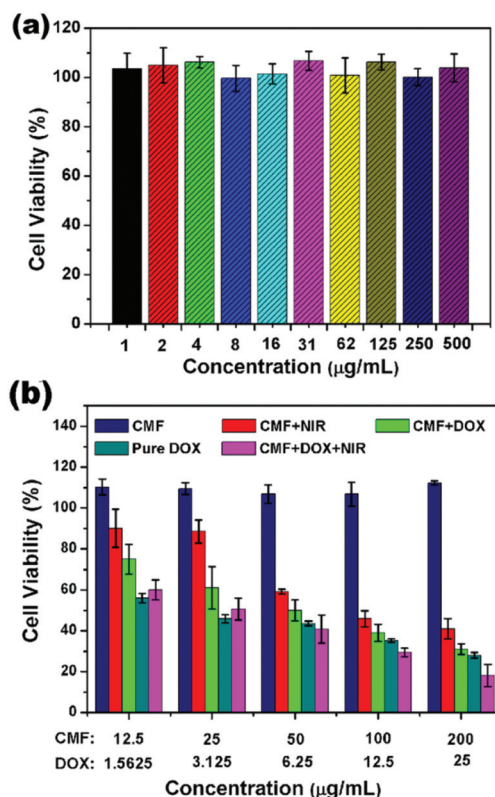 (a)
120
100
80
60
40
20
0
Cell Viability (%)
1 2 4 8 16 31 62 125 250 500
Concentration (μg/mL)
(b)
140
120
110
80
60
40
20
0
Cell Viability (%)
CMF CMF+NIR CMF+DOX
Pure DOX CMF+DOX+NIR
CMF: 12.5 25 50 100 200
DOX: 1.5625 3.125 6.25 12.5 25
Concentration (μg/mL)